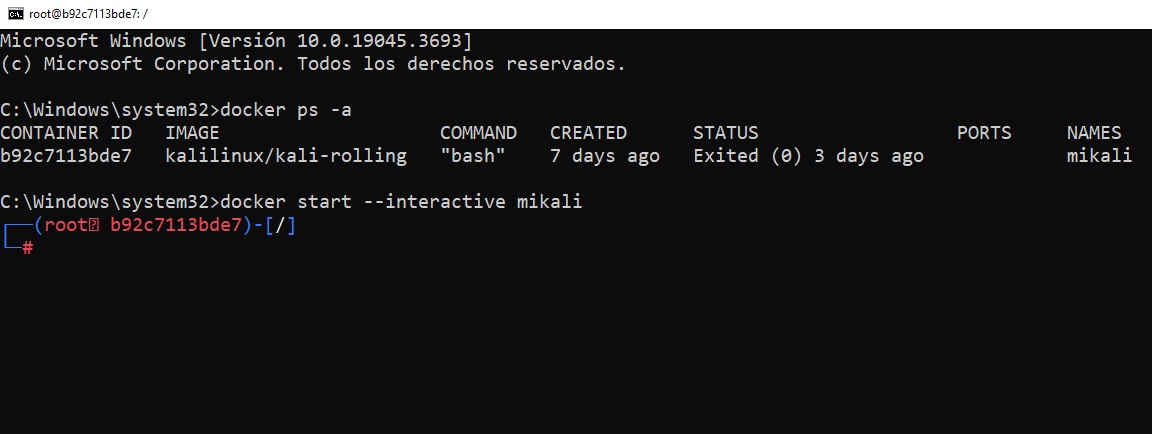 root@b92c7113bde7: /
Microsoft Windows [Versión 10.0.19045.3693]
(c) Microsoft Corporation. Todos los derechos reservados.
C:\Windows\system32>docker ps -a
CONTAINER ID IMAGE COMMAND CREATED STATUS PORTS NAMES
b92c7113bde7 kalilinux/kali-rolling "bash" 7 days ago Exited (0) 3 days ago mikali
C:\Windows\system32>docker start --interactive mikali
┌──(root⍰ b92c7113bde7)-[/]
└─#